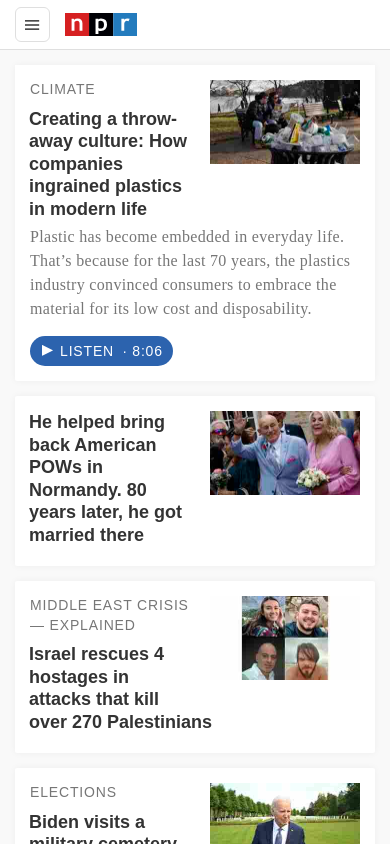 npr
CLIMATE
Creating a throw-
away culture: How
companies
ingrained plastics
in modern life
Plastic has become embedded in everyday life.
That’s because for the last 70 years, the plastics
industry convinced consumers to embrace the
material for its low cost and disposability.
LISTEN · 8:06
He helped bring
back American
POWs in
Normandy. 80
years later, he got
married there
MIDDLE EAST CRISIS
— EXPLAINED
Israel rescues 4
hostages in
attacks that kill
over 270 Palestinians
ELECTIONS
Biden visits a
military cemetery